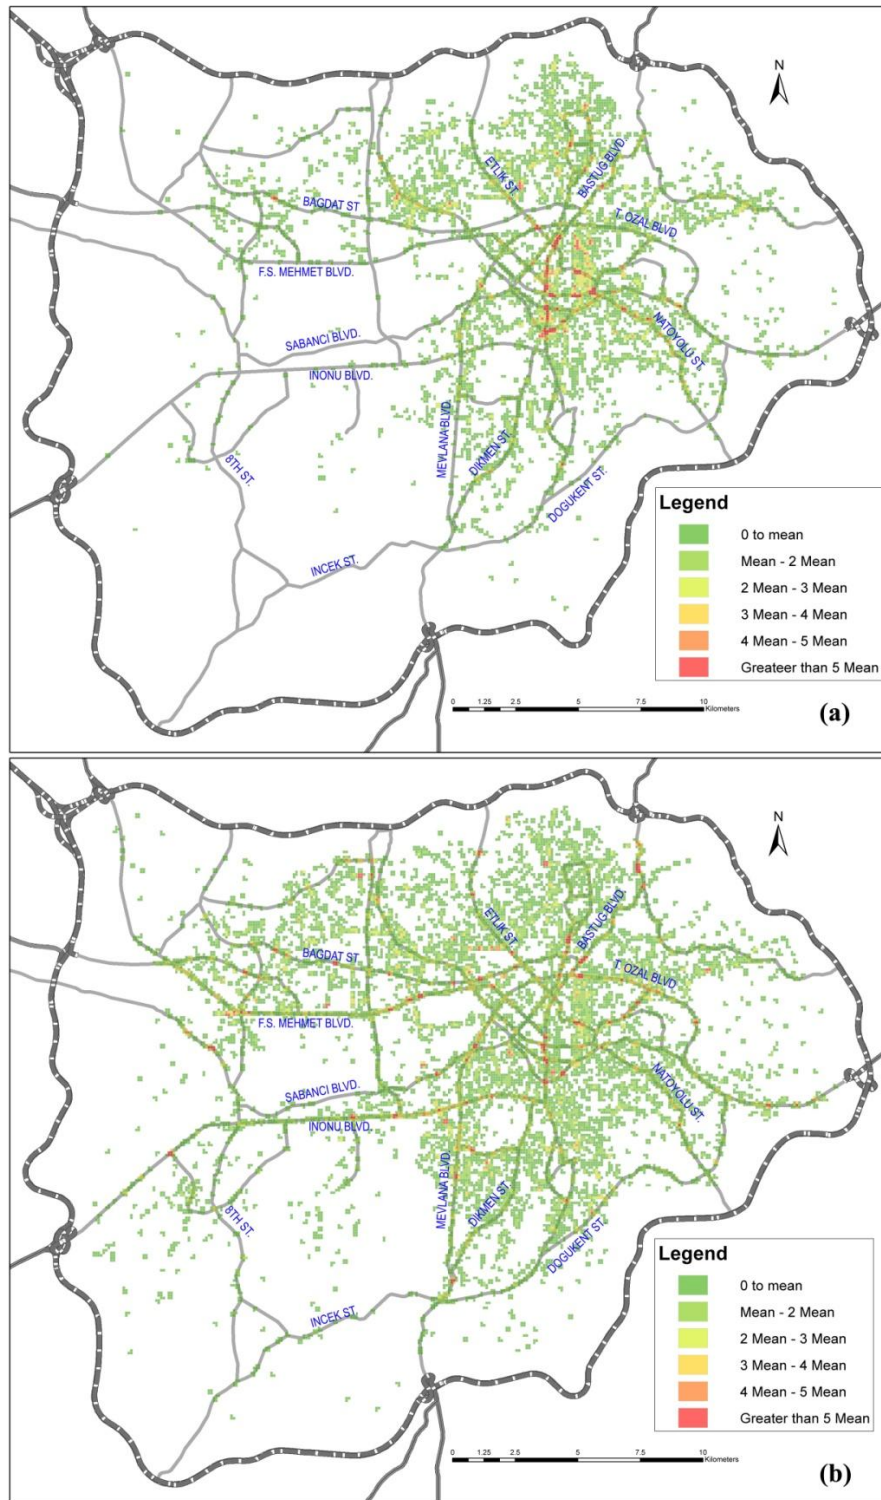 N
ETLIK ST.
BASTUG BLVD.
BAGDAT ST
T. OZAL BLVD
F.S. MEHMET BLVD.
SABANCI BLVD.
NATOYOLU ST.
INONU BLVD.
MEVLANA BLVD.
DIKMEN ST.
8TH ST.
DOGUKENT ST.
INCEK ST.
Legend
0 to mean
Mean - 2 Mean
2 Mean - 3 Mean
3 Mean - 4 Mean
4 Mean - 5 Mean
Greateer than 5 Mean
0 1.25 2.5 5 7.5 10
Kilometers
(a)
N
ETLIK ST.
BASTUG BLVD.
BAGDAT ST
T. OZAL BLVD
F.S. MEHMET BLVD.
SABANCI BLVD.
NATOYOLU ST.
INONU BLVD.
MEVLANA BLVD.
DIKMEN ST.
8TH ST.
DOGUKENT ST.
INCEK ST.
Legend
0 to mean
Mean - 2 Mean
2 Mean - 3 Mean
3 Mean - 4 Mean
4 Mean - 5 Mean
Greater than 5 Mean
0 1.25 2.5 5 7.5 10
Kilometers
(b)